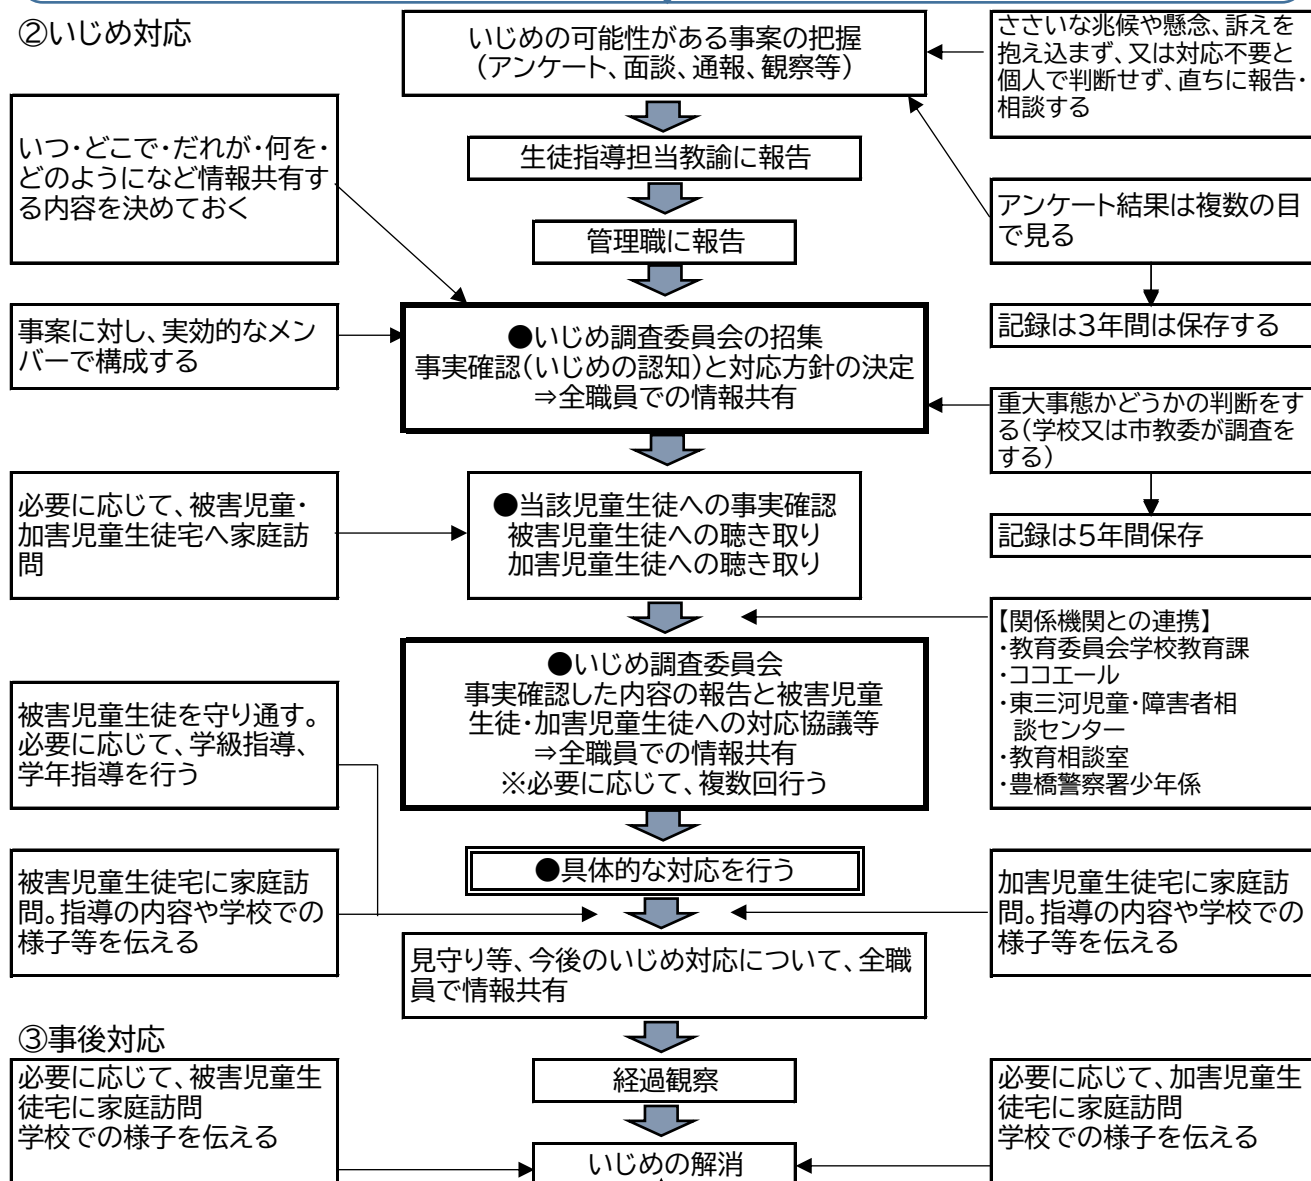 ②いじめ対応
いじめの可能性がある事案の把握
(アンケート、面談、通報、観察等)
ささいな兆候や懸念、訴えを
抱え込まず、又は対応不要と
個人で判断せず、直ちに報告・
相談する
いつ・どこで・だれが・何を・
どのようになど情報共有す
る内容を決めておく
生徒指導担当教諭に報告
アンケート結果は複数の目
で見る
管理職に報告
記録は3年間は保存する
事案に対し、実効的なメン
バーで構成する
●いじめ調査委員会の招集
事実確認(いじめの認知)と対応方針の決定
⇒全職員での情報共有
重大事態かどうかの判断をす
る(学校又は市教委が調査を
する)
記録は5年間保存
必要に応じて、被害児童・
加害児童生徒宅へ家庭訪
問
●当該児童生徒への事実確認
被害児童生徒への聴き取り
加害児童生徒への聴き取り
【関係機関との連携】
・教育委員会学校教育課
・ココエール
・東三河児童・障害者相
談センター
・教育相談室
・豊橋警察署少年係
●いじめ調査委員会
事実確認した内容の報告と被害児童
生徒・加害児童生徒への対応協議等
⇒全職員での情報共有
※必要に応じて、複数回行う
被害児童生徒を守り通す。
必要に応じて、学級指導、
学年指導を行う
●具体的な対応を行う
被害児童生徒宅に家庭訪
問。指導の内容や学校での
様子等を伝える
加害児童生徒宅に家庭訪
問。指導の内容や学校での
様子等を伝える
見守り等、今後のいじめ対応について、全職
員で情報共有
③事後対応
経過観察
必要に応じて、被害児童生
徒宅に家庭訪問
学校での様子を伝える
必要に応じて、加害児童生
徒宅に家庭訪問
学校での様子を伝える
いじめの解消